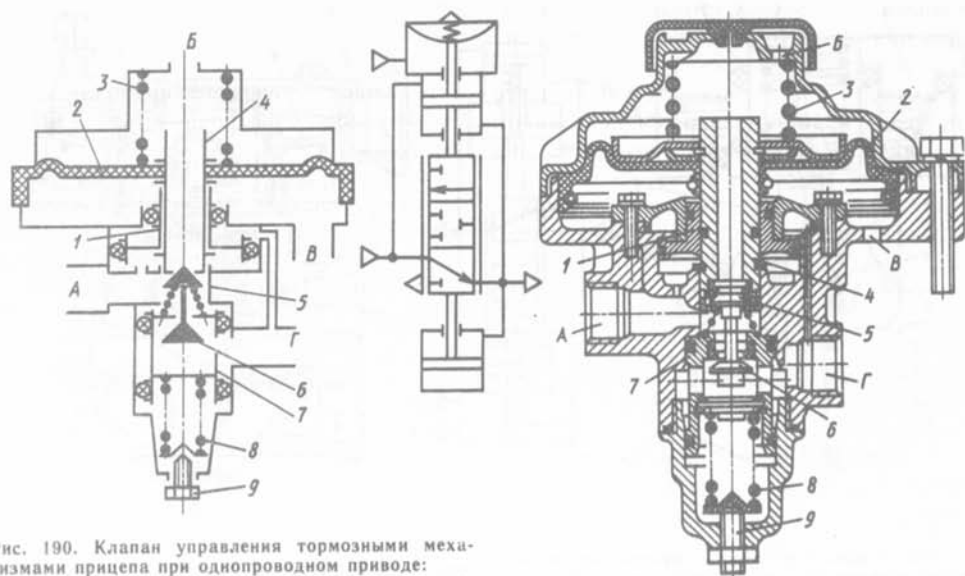 Б
3
4
2
1
В
А
5
Г
6
7
8
9
Б
3
2
1
В
4
А
5
7
Г
6
8
9
ис. 190. Клапан управления тормозными меха-
измами прицепа при однопроводном приводе: